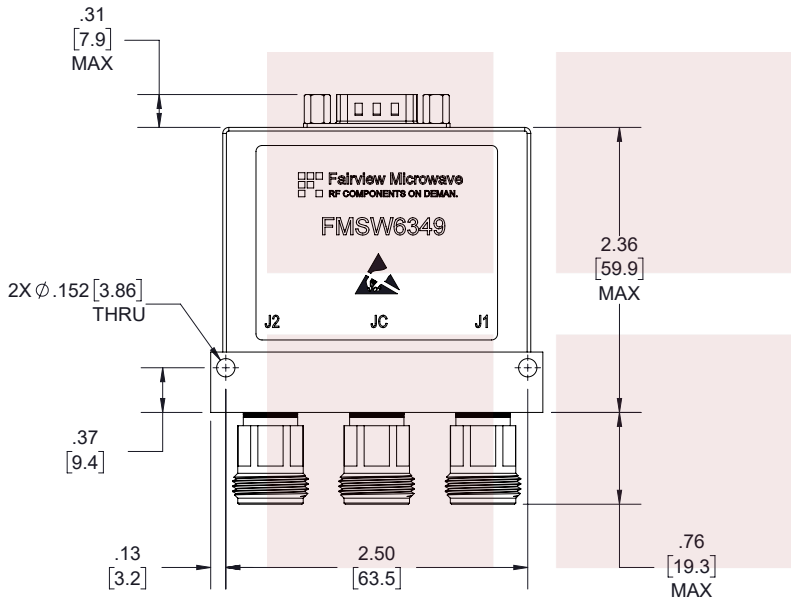 .31
[7.9]
MAX
Fairview Microwave
RF COMPONENTS ON DEMAN.
FMSW6349
2.36
[59.9]
MAX
2X ⌀.152[3.86]
THRU
J2 JC J1
.37
[9.4]
.13
[3.2]
2.50
[63.5]
.76
[19.3]
MAX